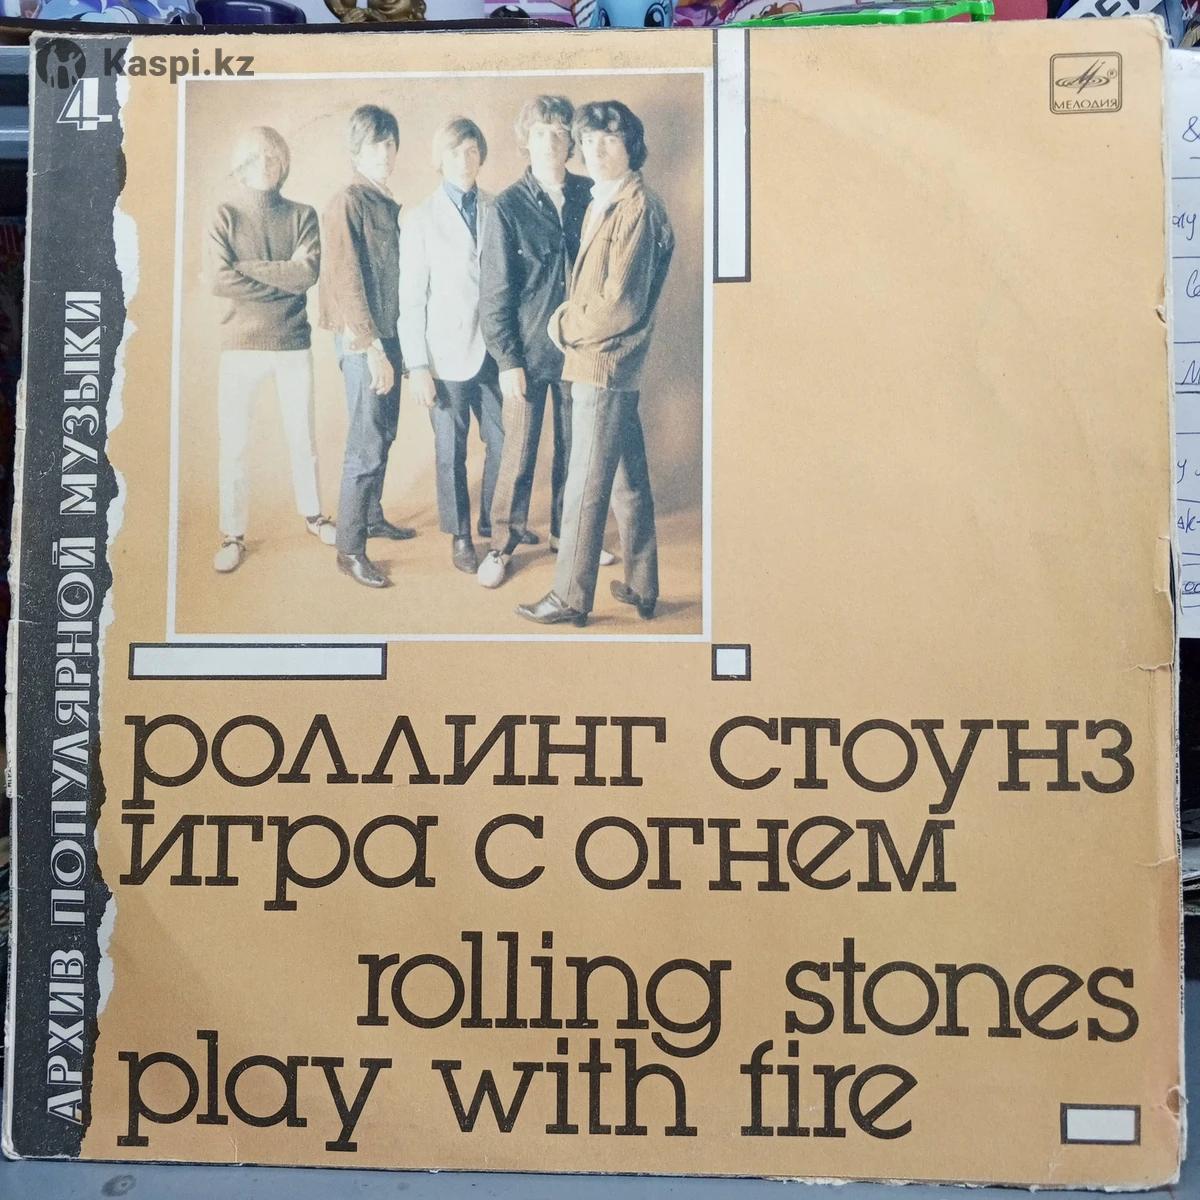 Kaspi.kz
4
АРХИВ ПОПУЛЯРНОЙ МУЗЫКИ
МЕЛОДИЯ
роллинг стоунз
игра с огнем
rolling stones
play with fire